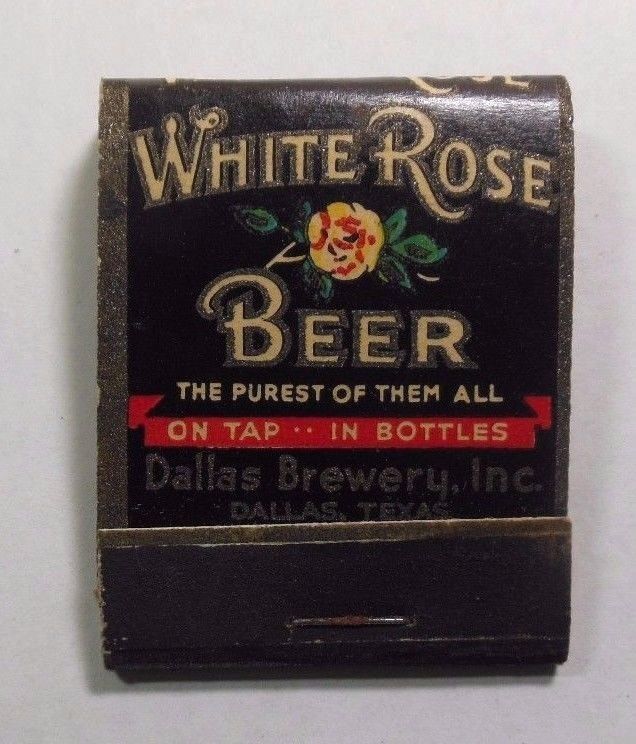 WHITE ROSE
BEER
THE PUREST OF THEM ALL
ON TAP ·· IN BOTTLES
Dallas Brewery, Inc.
DALLAS, TEXAS